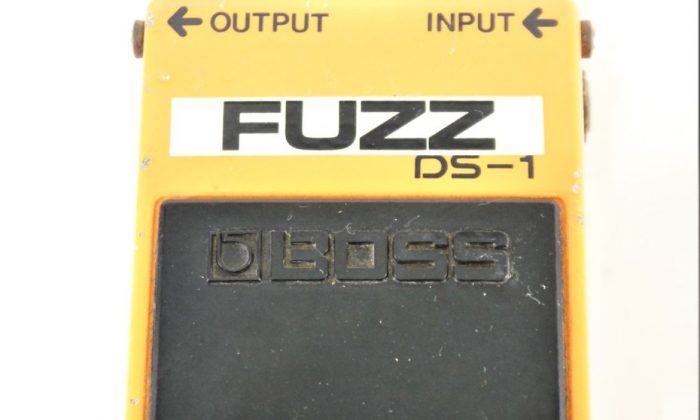 ← OUTPUT INPUT ←
FUZZ
DS-1
BOSS